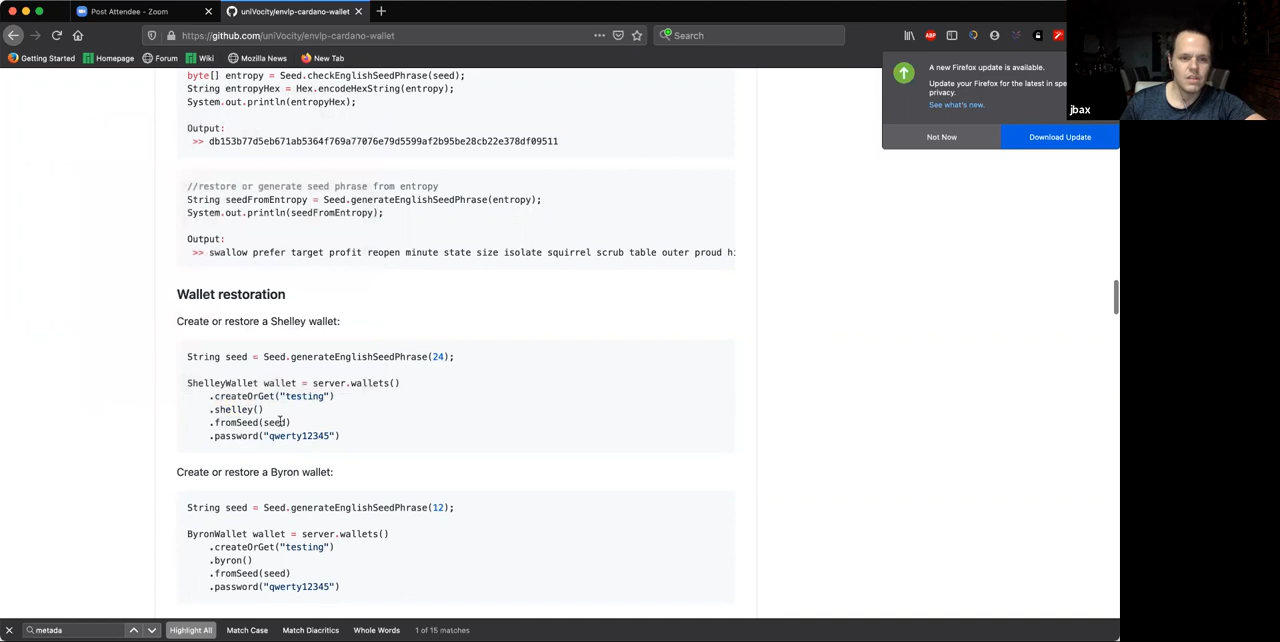 Post Attendee - Zoom
uniVocity/envlp-cardano-wallet
https://github.com/uniVocity/envlp-cardano-wallet
Search
ABP
Getting Started
Homepage
Forum
Wiki
Mozilla News
New Tab
A new Firefox update is available.
Upgrade your Firefox for the latest in spe
privacy.
See what's new.
Not Now
Download Update
jbax
byte[] entropy = Seed.checkEnglishSeedPhrase(seed);
String entropyHex = Hex.encodeHexString(entropy);
System.out.println(entropyHex);
Output:
>> db153b77d5eb671ab5364f769a77076e79d5599af2b95be28cb22e378df09511
//restore or generate seed phrase from entropy
String seedFromEntropy = Seed.generateEnglishSeedPhrase(entropy);
System.out.println(seedFromEntropy);
Output:
>> swallow prefer target profit reopen minute state size isolate squirrel scrub table outer proud hi
Wallet restoration
Create or restore a Shelley wallet:
String seed = Seed.generateEnglishSeedPhrase(24);
ShelleyWallet wallet = server.wallets()
.createOrGet("testing")
.shelley()
.fromSeed(seed)
.password("qwerty12345")
Create or restore a Byron wallet:
String seed = Seed.generateEnglishSeedPhrase(12);
ByronWallet wallet = server.wallets()
.createOrGet("testing")
.byron()
.fromSeed(seed)
.password("qwerty12345")
metada
Highlight All
Match Case
Match Diacritics
Whole Words
1 of 15 matches